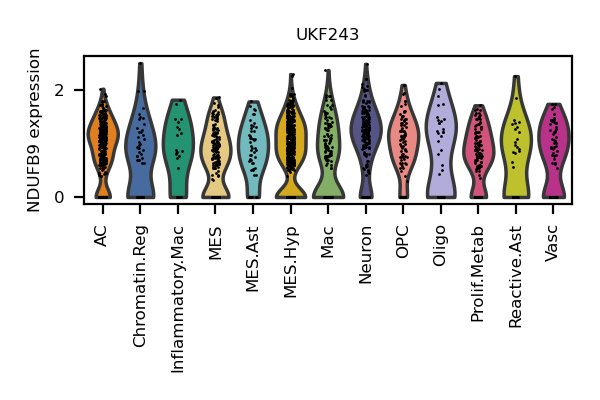 UKF243
NDUFB9 expression
2
0
AC
Chromatin.Reg
Inflammatory.Mac
MES
MES.Ast
MES.Hyp
Mac
Neuron
OPC
Oligo
Prolif.Metab
Reactive.Ast
Vasc